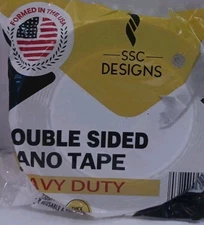 FORMED IN THE USA
SSC
DESIGNS
OUBLE SIDED
ANO TAPE
AVY DUTY